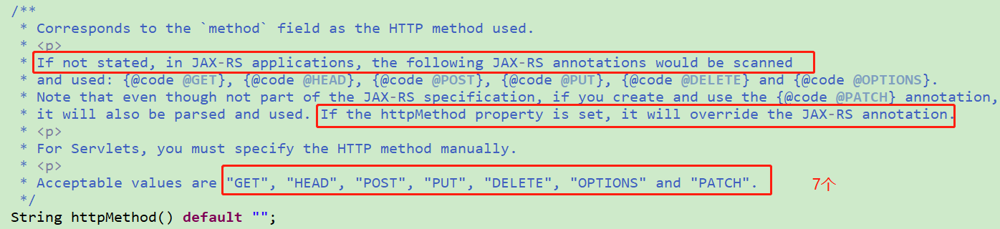 /**
* Corresponds to the `method` field as the HTTP method used.
* <p>
* If not stated, in JAX-RS applications, the following JAX-RS annotations would be scanned
* and used: {@code @GET}, {@code @HEAD}, {@code @POST}, {@code @PUT}, {@code @DELETE} and {@code @OPTIONS}.
* Note that even though not part of the JAX-RS specification, if you create and use the {@code @PATCH} annotation,
* it will also be parsed and used. If the httpMethod property is set, it will override the JAX-RS annotation.
* <p>
* For Servlets, you must specify the HTTP method manually.
* <p>
* Acceptable values are "GET", "HEAD", "POST", "PUT", "DELETE", "OPTIONS" and "PATCH". 7个
*/
String httpMethod() default "";